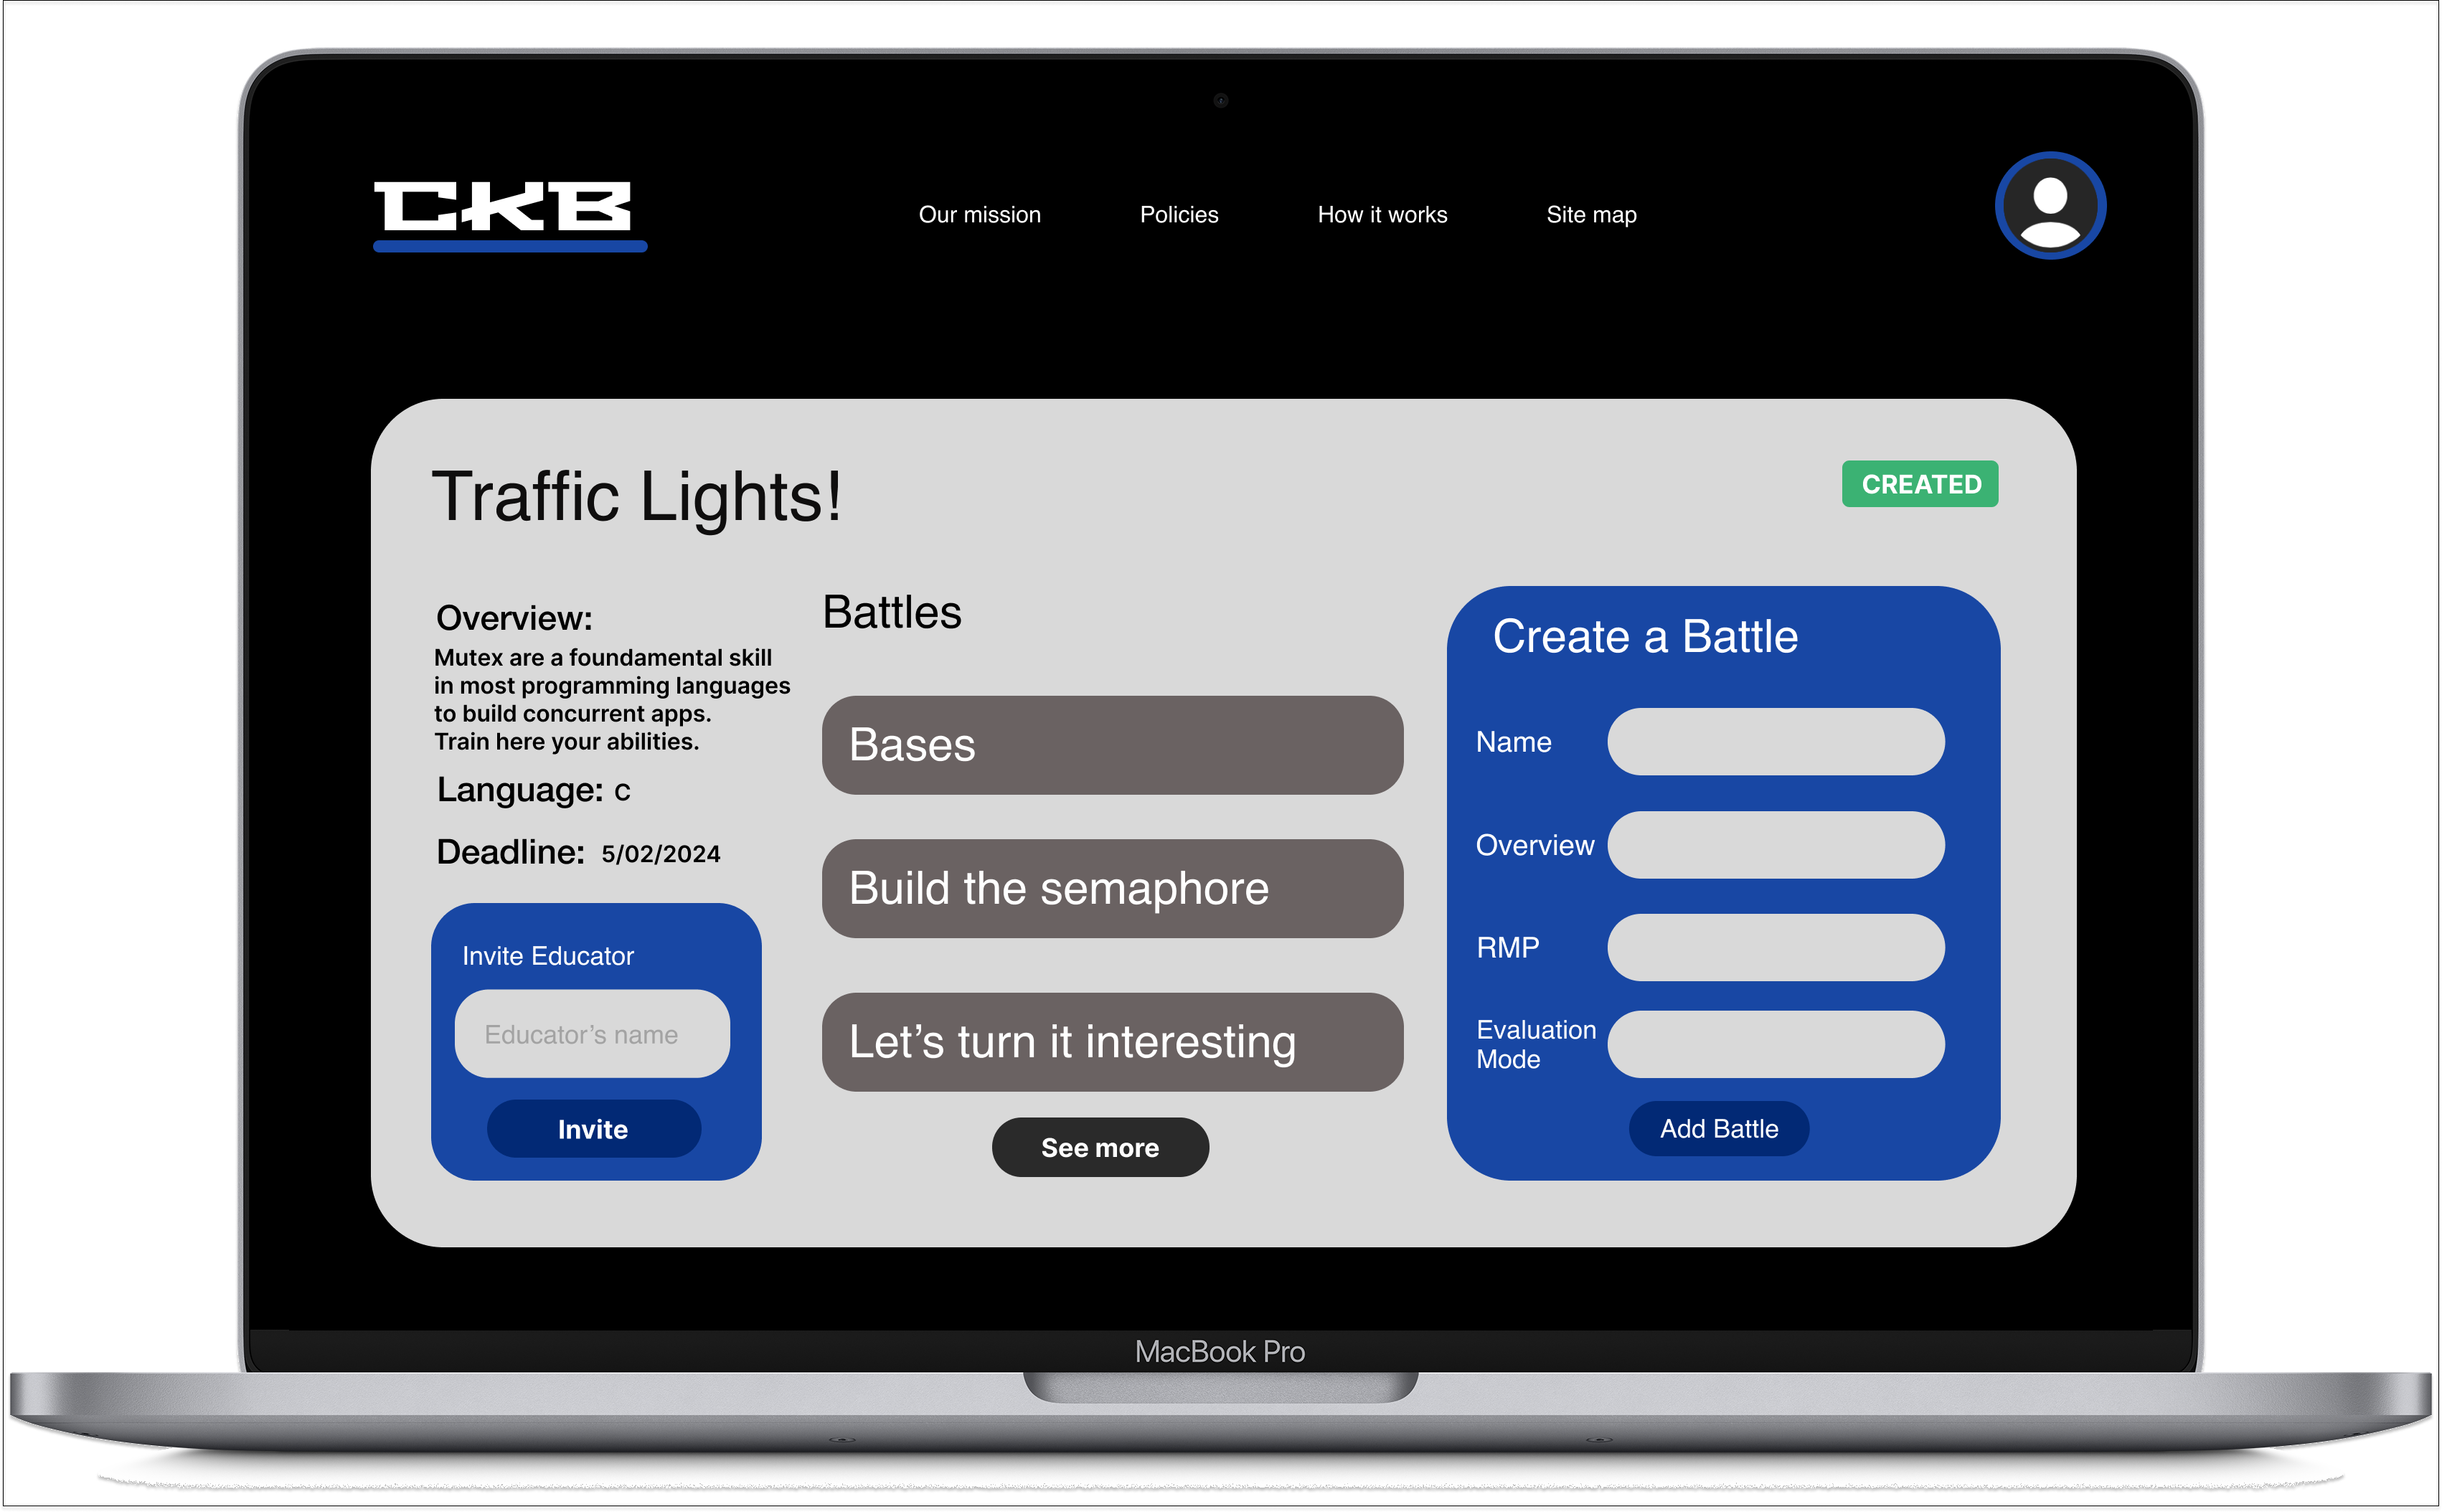 CKB
Our mission
Policies
How it works
Site map
Traffic Lights!
CREATED
Overview:
Mutex are a foundamental skill
in most programming languages
to build concurrent apps.
Train here your abilities.
Language: C
Deadline: 5/02/2024
Invite Educator
Educator’s name
Invite
Battles
Bases
Build the semaphore
Let’s turn it interesting
See more
Create a Battle
Name
Overview
RMP
Evaluation
Mode
Add Battle
MacBook Pro